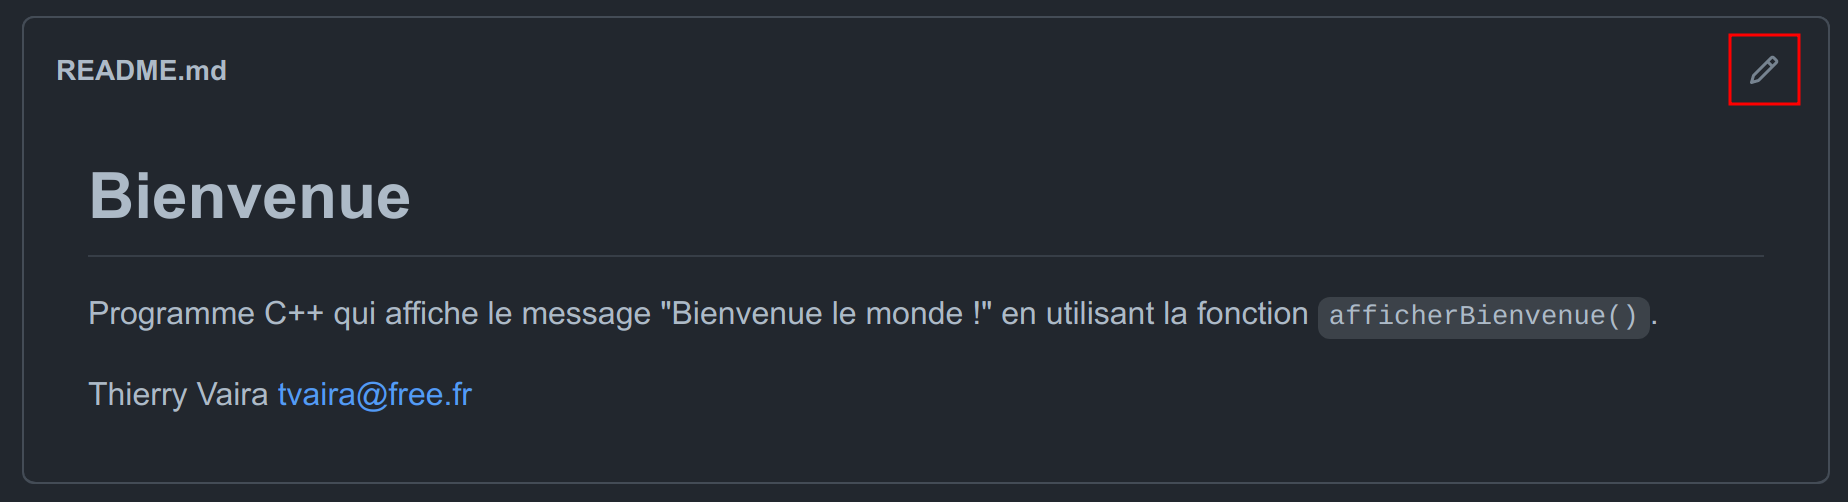 README.md
Bienvenue
Programme C++ qui affiche le message "Bienvenue le monde !" en utilisant la fonction afficherBienvenue().
Thierry Vaira tvaira@free.fr